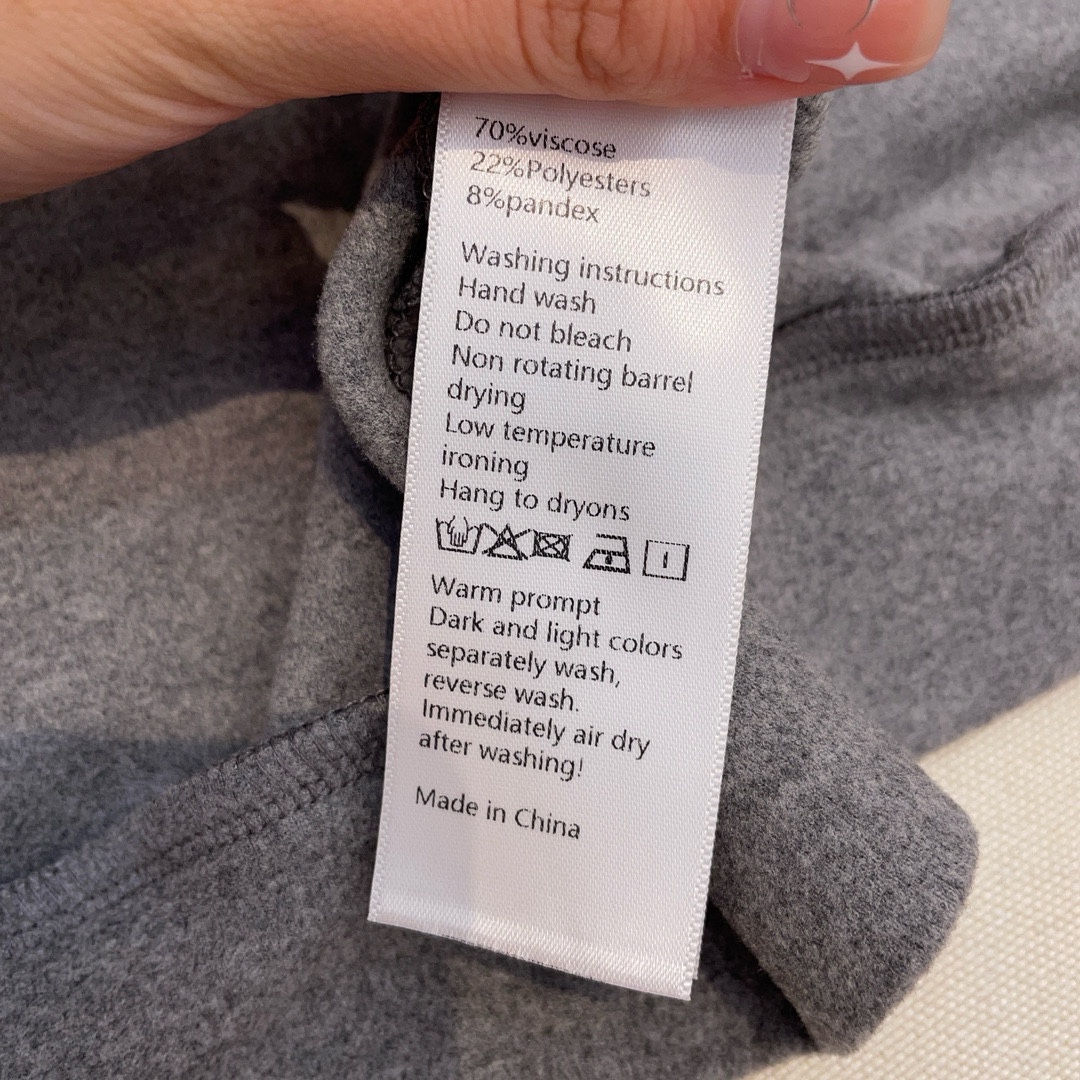 70%viscose
22%Polyesters
8%pandex
Washing instructions
Hand wash
Do not bleach
Non rotating barrel
drying
Low temperature
ironing
Hang to dryons
Warm prompt
Dark and light colors
separately wash,
reverse wash.
Immediately air dry
after washing!
Made in China